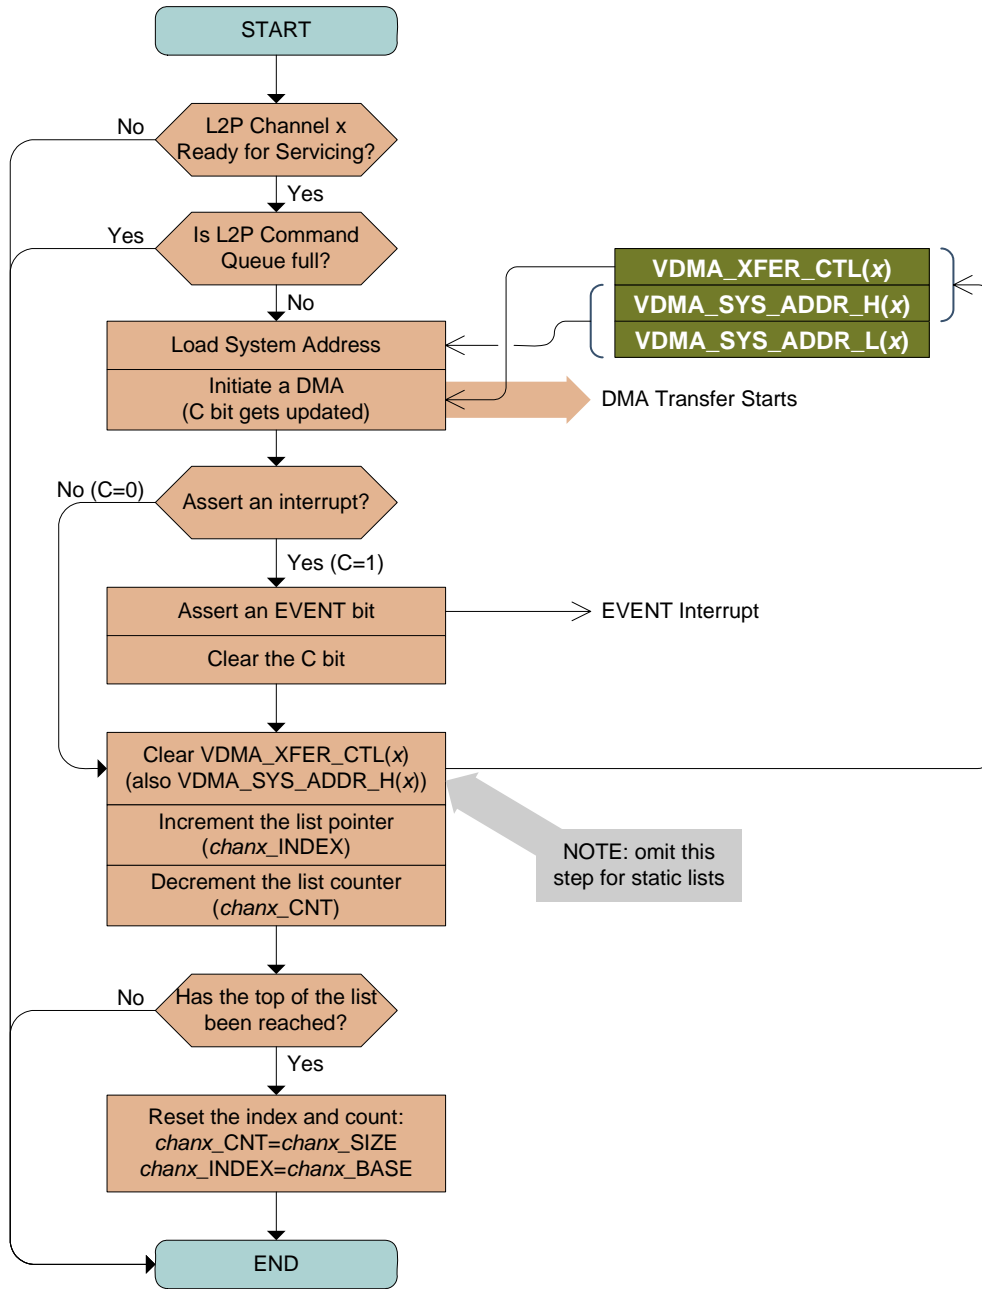 START
No
L2P Channel x
Ready for Servicing?
Yes
Yes
Is L2P Command
Queue full?
No
VDMA_XFER_CTL(x)
VDMA_SYS_ADDR_H(x)
VDMA_SYS_ADDR_L(x)
Load System Address
Initiate a DMA
(C bit gets updated)
DMA Transfer Starts
No (C=0)
Assert an interrupt?
Yes (C=1)
Assert an EVENT bit
EVENT Interrupt
Clear the C bit
Clear VDMA_XFER_CTL(x)
(also VDMA_SYS_ADDR_H(x))
Increment the list pointer
(chanx_INDEX)
NOTE: omit this
step for static lists
Decrement the list counter
(chanx_CNT)
No
Has the top of the list
been reached?
Yes
Reset the index and count:
chanx_CNT=chanx_SIZE
chanx_INDEX=chanx_BASE
END